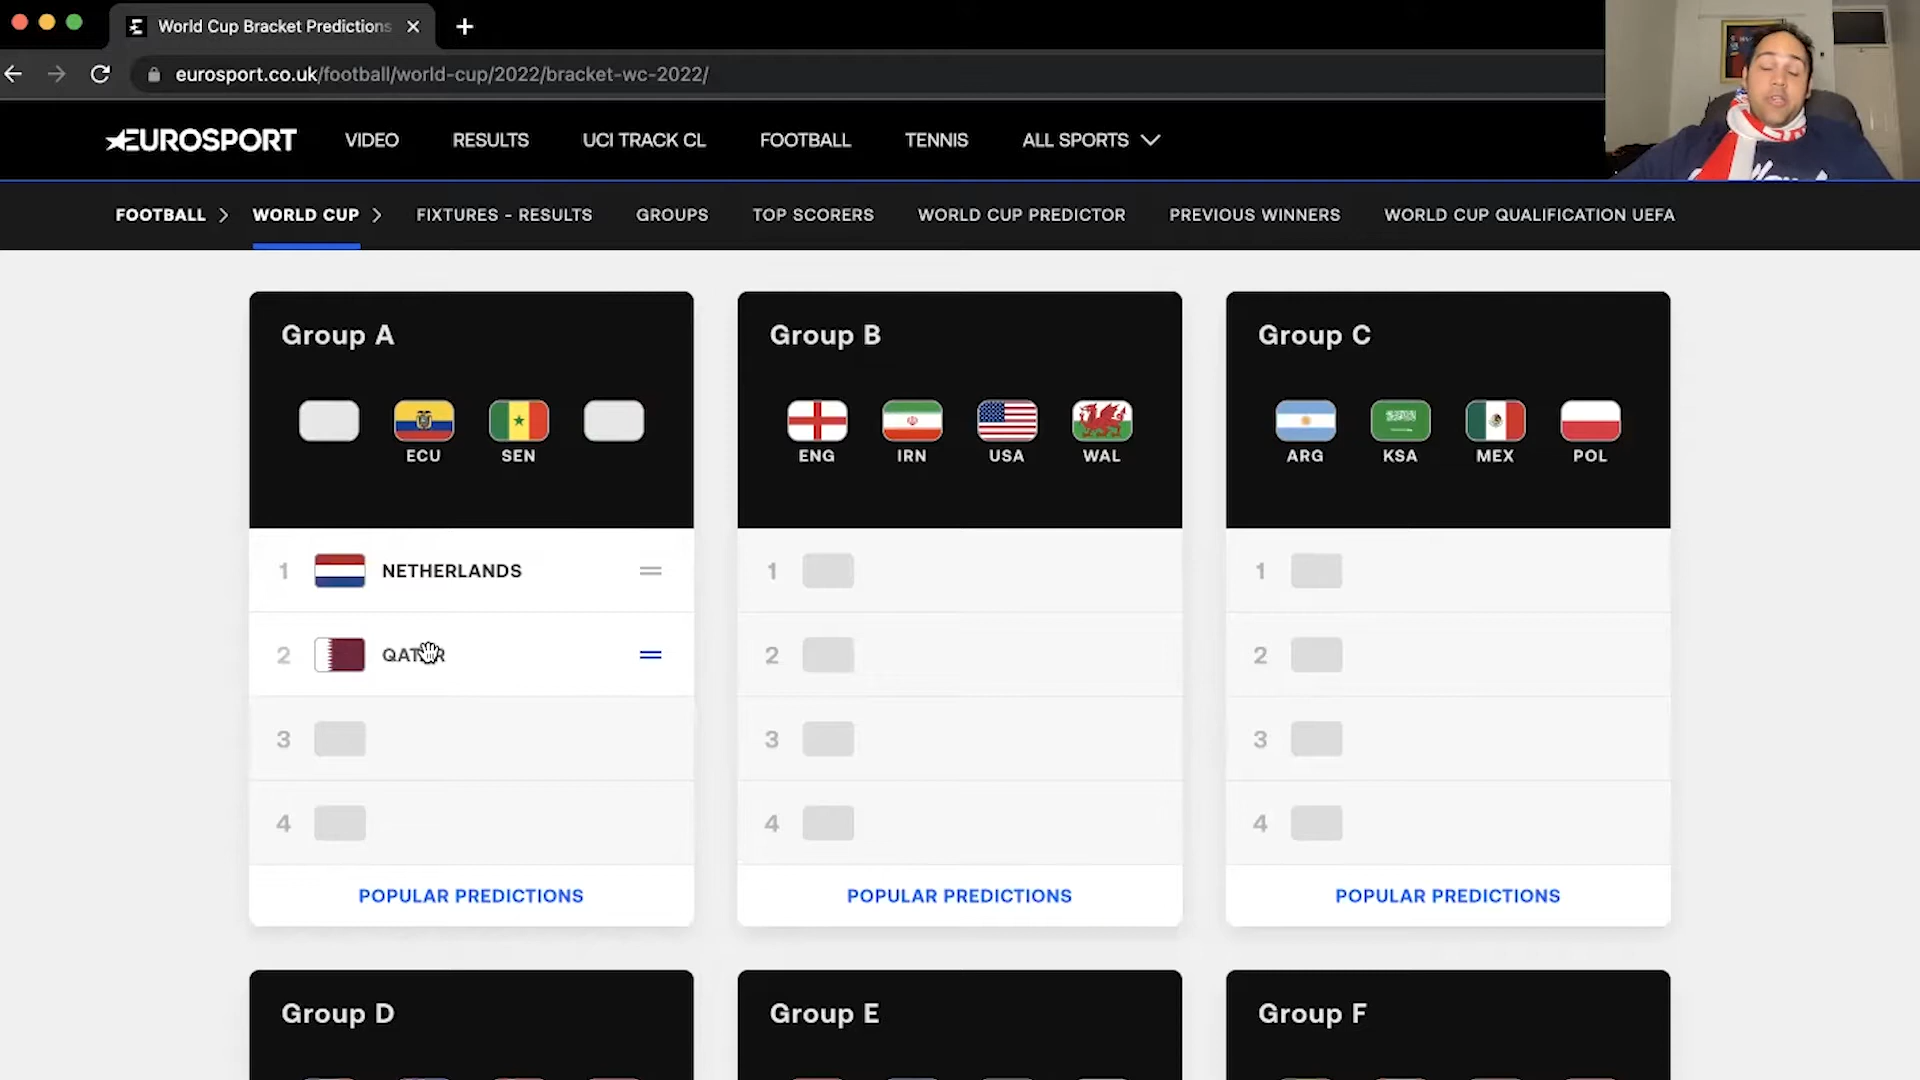 World Cup Bracket Predictions
eurosport.co.uk/football/world-cup/2022/bracket-wc-2022/
EUROSPORT VIDEO RESULTS UCI TRACK CL FOOTBALL TENNIS ALL SPORTS
FOOTBALL WORLD CUP FIXTURES - RESULTS GROUPS TOP SCORERS WORLD CUP PREDICTOR PREVIOUS WINNERS WORLD CUP QUALIFICATION UEFA
Group A
ECU SEN
1 NETHERLANDS
2 QATAR
3
4
POPULAR PREDICTIONS
Group B
ENG IRN USA WAL
1
2
3
4
POPULAR PREDICTIONS
Group C
ARG KSA MEX POL
1
2
3
4
POPULAR PREDICTIONS
Group D
Group E
Group F